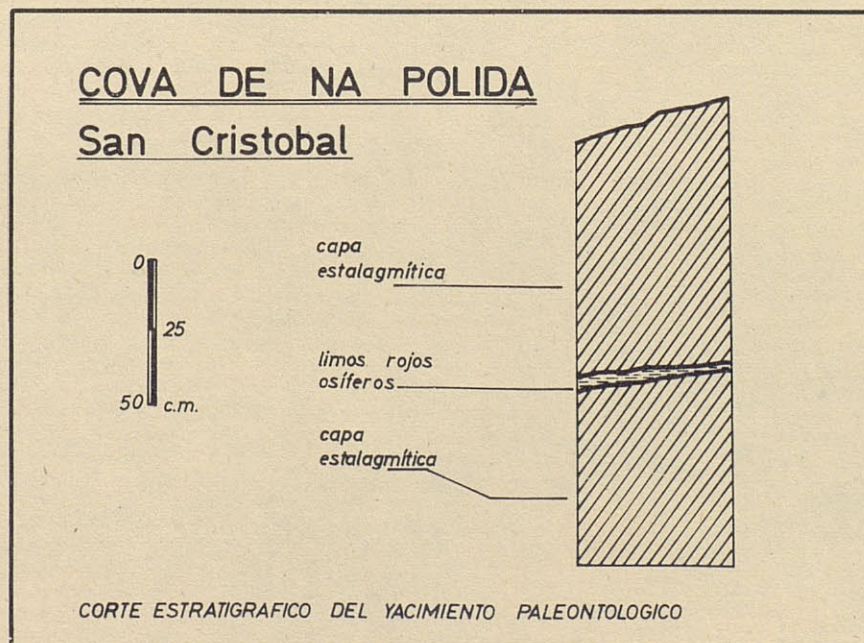 COVA DE NA POLIDA
San Cristobal
capa
estalagmítica
0
25
50 c.m.
limos rojos
osíferos
capa
estalagmítica
CORTE ESTRATIGRAFICO DEL YACIMIENTO PALEONTOLOGICO